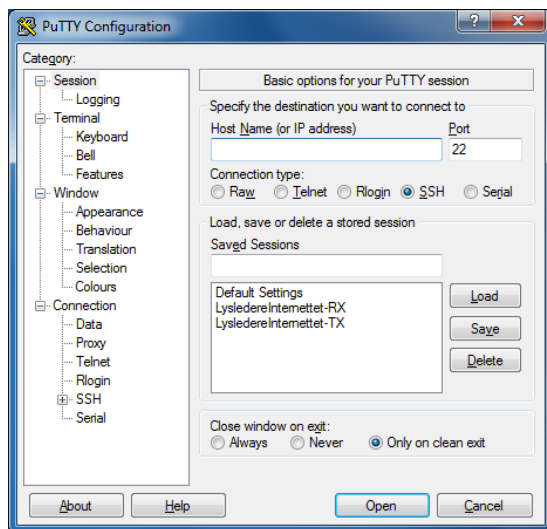 PuTTY Configuration
?
X
Category:
Session
Logging
Terminal
Keyboard
Bell
Features
Window
Appearance
Behaviour
Translation
Selection
Colours
Connection
Data
Proxy
Telnet
Rlogin
SSH
Serial
Basic options for your PuTTY session
Specify the destination you want to connect to
Host Name (or IP address) Port
22
Connection type:
Raw Telnet Rlogin SSH Serial
Load, save or delete a stored session
Saved Sessions
Default Settings
LysledereInternettet-RX
LysledereInternettet-TX
Load
Save
Delete
Close window on exit:
Always Never Only on clean exit
About Help Open Cancel